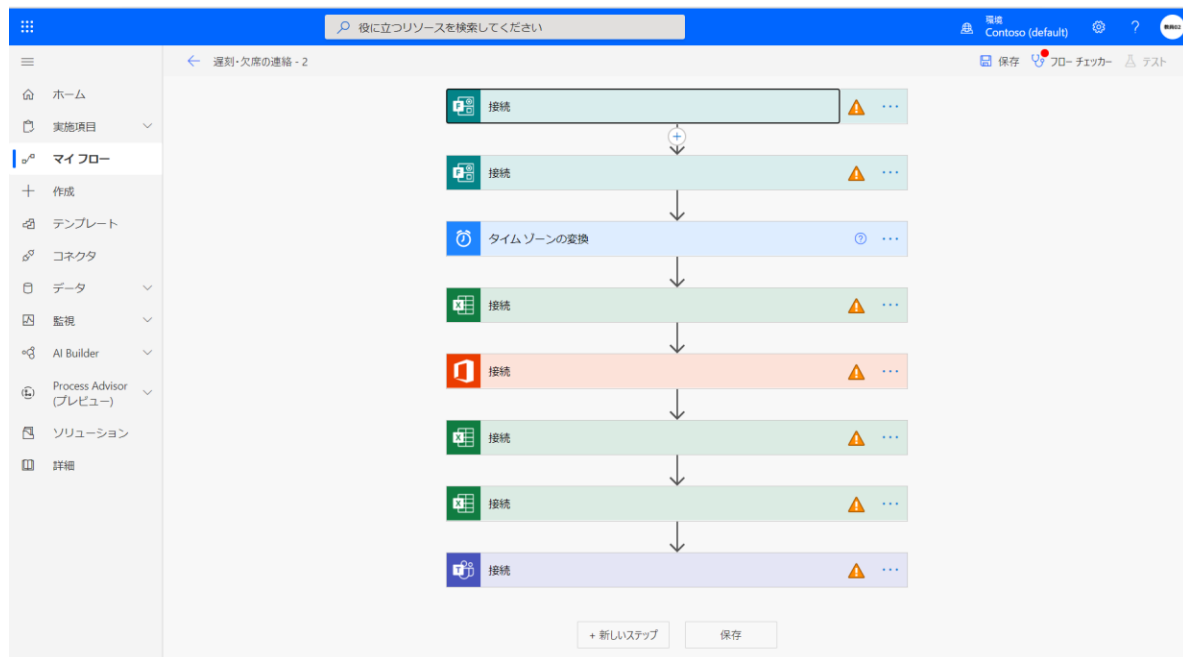 役に立つリソースを検索してください
環境
Contoso (default)
?
遅刻・欠席の連絡 - 2
保存
フロー チェッカー
テスト
ホーム
実施項目
マイ フロー
作成
テンプレート
コネクタ
データ
監視
AI Builder
Process Advisor
(プレビュー)
ソリューション
詳細
接続
接続
タイム ゾーンの変換
接続
接続
接続
接続
接続
+ 新しいステップ
保存